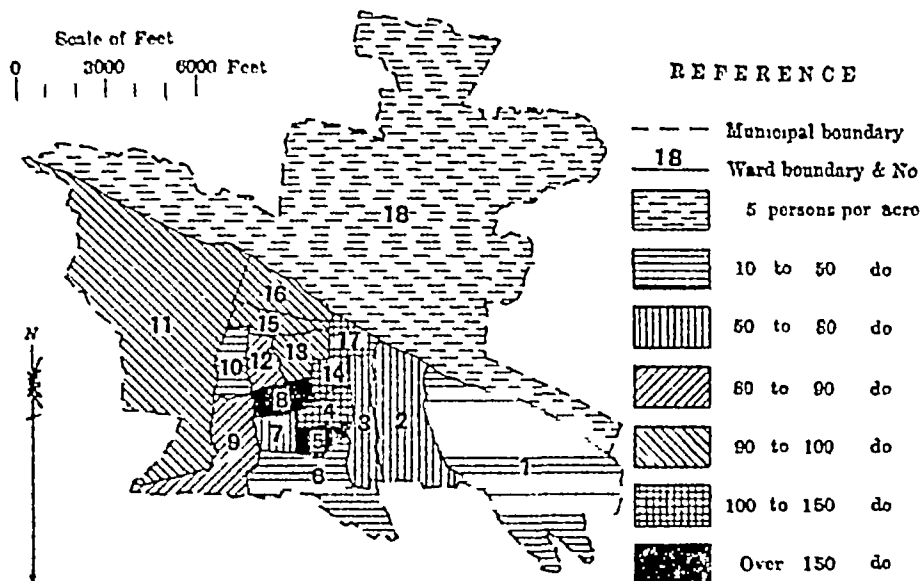 Scale of Feet
0 3000 6000 Feet
REFERENCE
Municipal boundary
18
Ward boundary & No
5 persons per acre
10 to 50 do
50 to 80 do
80 to 90 do
90 to 100 do
100 to 150 do
Over 150 do
N
18
16
11
15
17
10
12
13
14
8
4
9
7
5
3
2
6
1